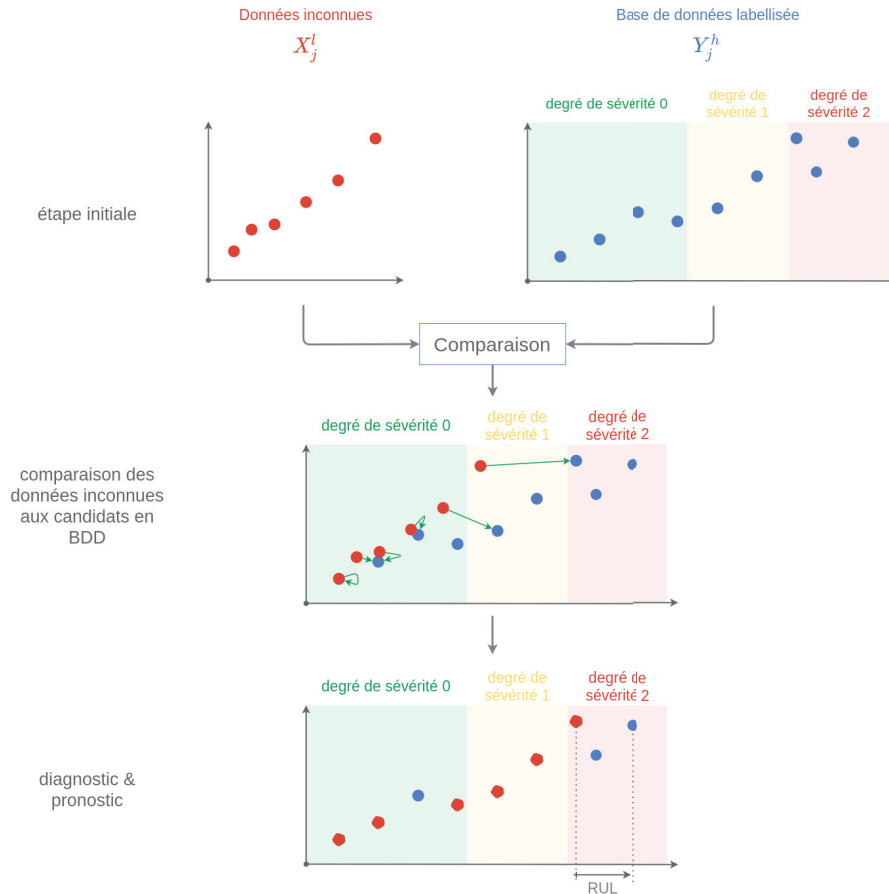 Données inconnues
X_j^l
Base de données labellisée
Y_j^h
degré de sévérité 0
degré de
sévérité 1
degré de
sévérité 2
étape initiale
Comparaison
degré de sévérité 0
degré de
sévérité 1
degré de
sévérité 2
comparaison des
données inconnues
aux candidats en
BDD
degré de sévérité 0
degré de
sévérité 1
degré de
sévérité 2
diagnostic &
pronostic
RUL